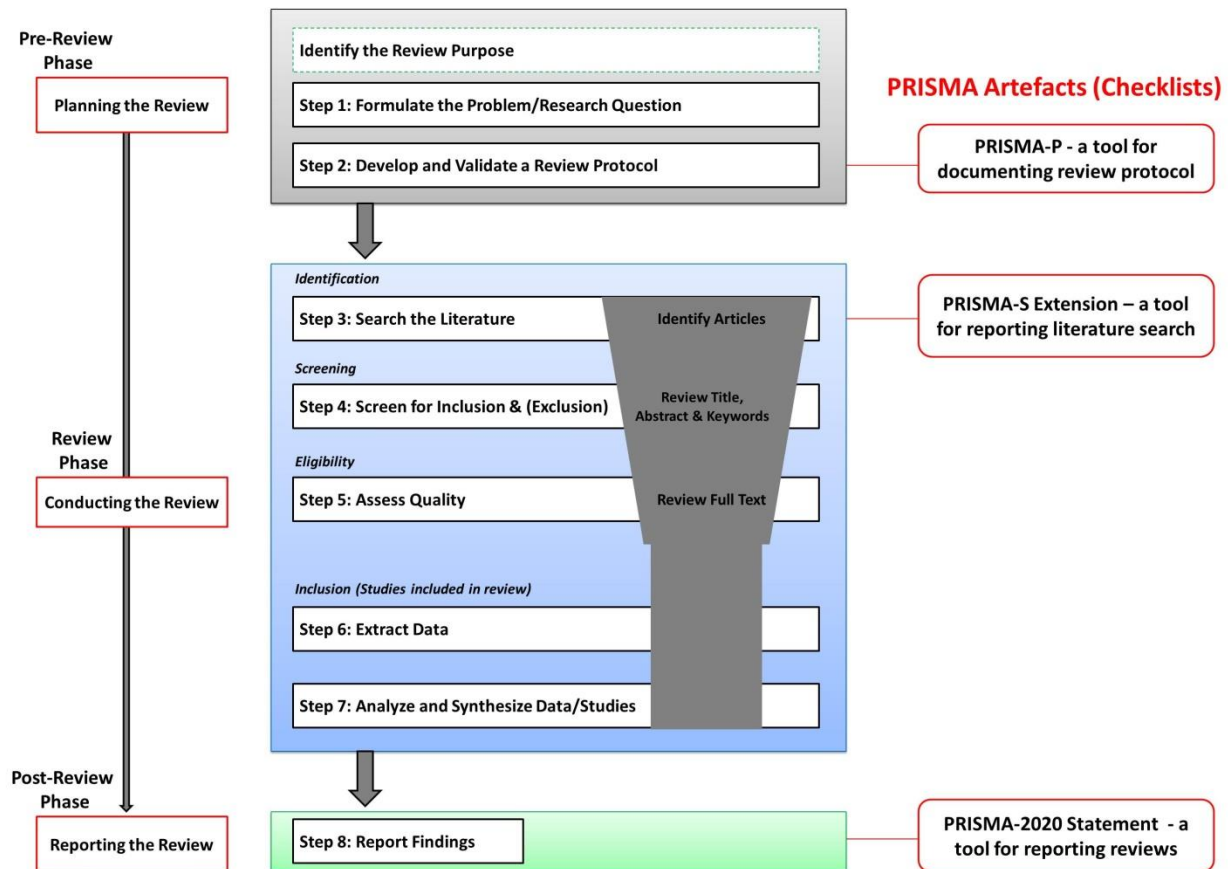 Pre-Review
Phase
Planning the Review
Identify the Review Purpose
Step 1: Formulate the Problem/Research Question
Step 2: Develop and Validate a Review Protocol
PRISMA Artefacts (Checklists)
PRISMA-P - a tool for
documenting review protocol
Identification
Step 3: Search the Literature
Identify Articles
PRISMA-S Extension – a tool
for reporting literature search
Screening
Step 4: Screen for Inclusion & (Exclusion)
Review Title,
Abstract & Keywords
Review
Phase
Conducting the Review
Eligibility
Step 5: Assess Quality
Review Full Text
Inclusion (Studies included in review)
Step 6: Extract Data
Step 7: Analyze and Synthesize Data/Studies
Post-Review
Phase
Reporting the Review
Step 8: Report Findings
PRISMA-2020 Statement - a
tool for reporting reviews